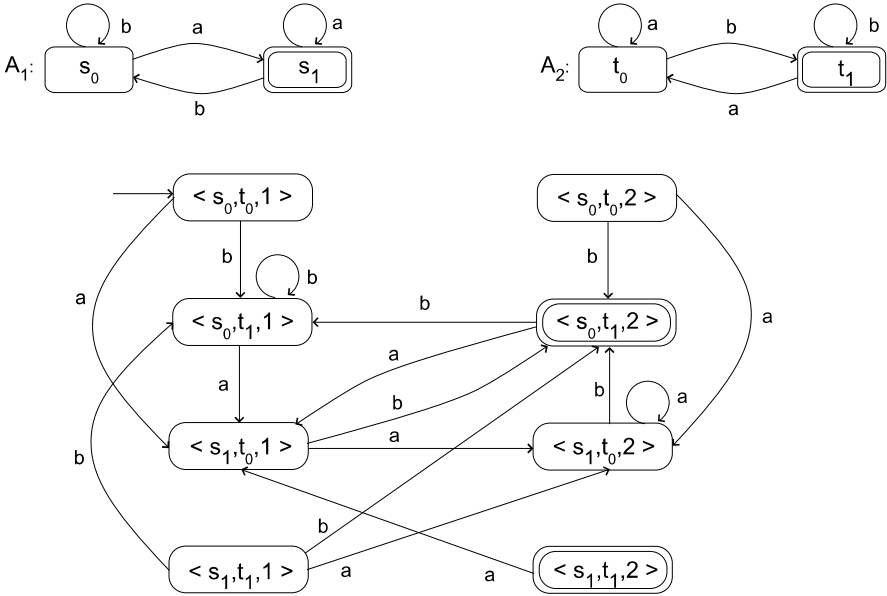 b a a a b b
A₁: s₀ s₁ A₂: t₀ t₁
b a
< s₀,t₀,1 > < s₀,t₀,2 >
b b
b
a
< s₀,t₁,1 > b < s₀,t₁,2 > a
a
a b b a
a
< s₁,t₀,1 > < s₁,t₀,2 >
b
b
< s₁,t₁,1 > a a < s₁,t₁,2 >